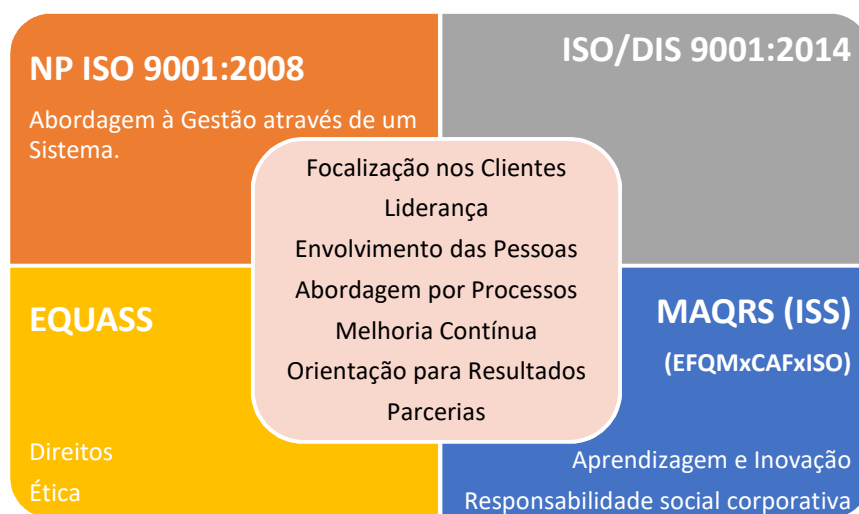 NP ISO 9001:2008
Abordagem à Gestão através de um
Sistema.
ISO/DIS 9001:2014
Focalização nos Clientes
Liderança
Envolvimento das Pessoas
Abordagem por Processos
Melhoria Contínua
Orientação para Resultados
Parcerias
EQUASS
Direitos
Ética
MAQRS (ISS)
(EFQMxCAFxISO)
Aprendizagem e Inovação
Responsabilidade social corporativa